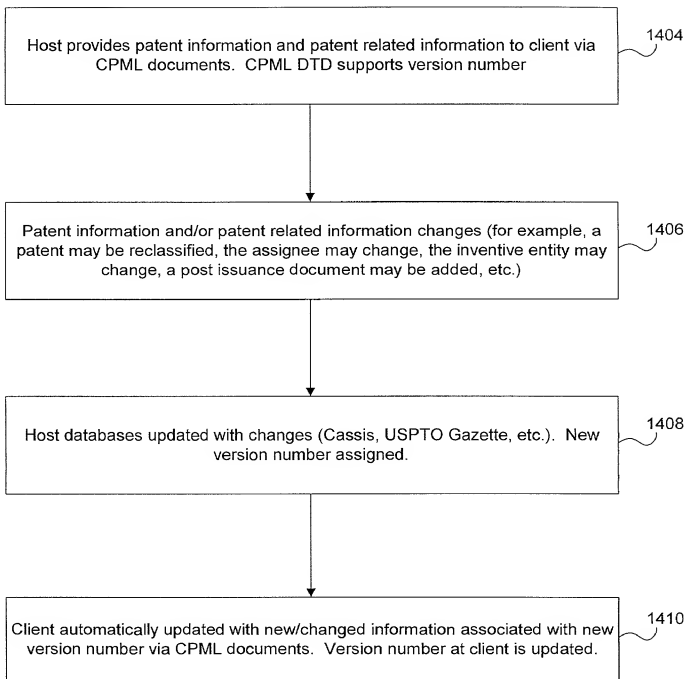 1404
Host provides patent information and patent related information to client via
CPML documents. CPML DTD supports version number
1406
Patent information and/or patent related information changes (for example, a
patent may be reclassified, the assignee may change, the inventive entity may
change, a post issuance document may be added, etc.)
1408
Host databases updated with changes (Cassis, USPTO Gazette, etc.). New
version number assigned.
1410
Client automatically updated with new/changed information associated with new
version number via CPML documents. Version number at client is updated.